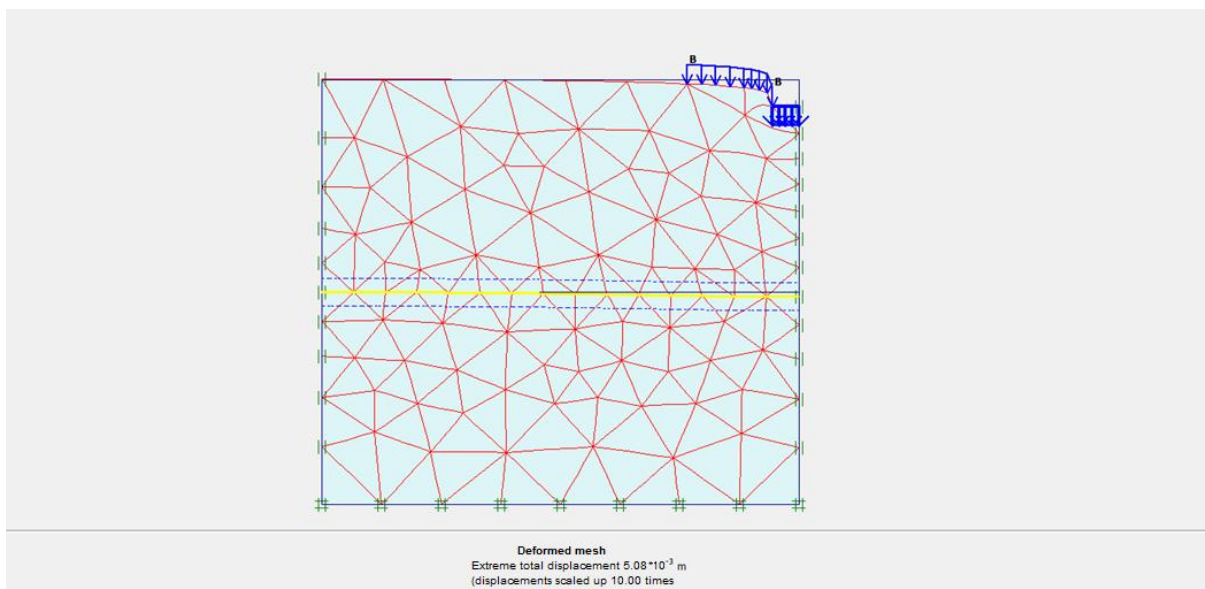 B
B
Deformed mesh
Extreme total displacement 5.08*10⁻³ m
(displacements scaled up 10.00 times